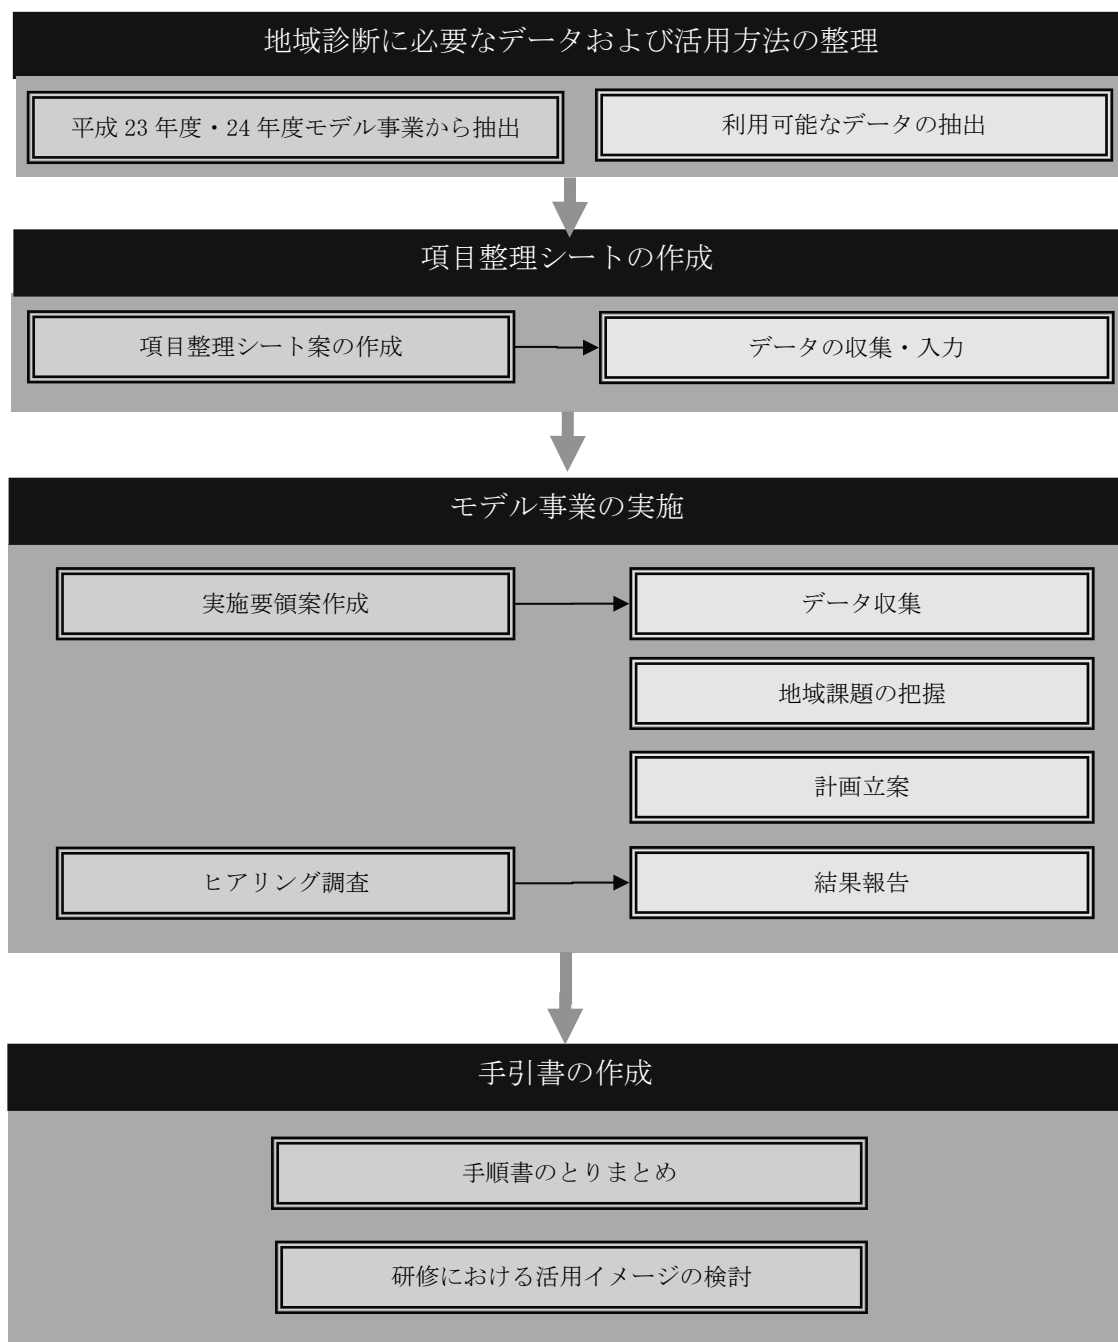 地域診断に必要なデータおよび活用方法の整理
平成 23 年度・24 年度モデル事業から抽出
利用可能なデータの抽出
項目整理シートの作成
項目整理シート案の作成
データの収集・入力
モデル事業の実施
実施要領案作成
データ収集
地域課題の把握
計画立案
ヒアリング調査
結果報告
手引書の作成
手順書のとりまとめ
研修における活用イメージの検討